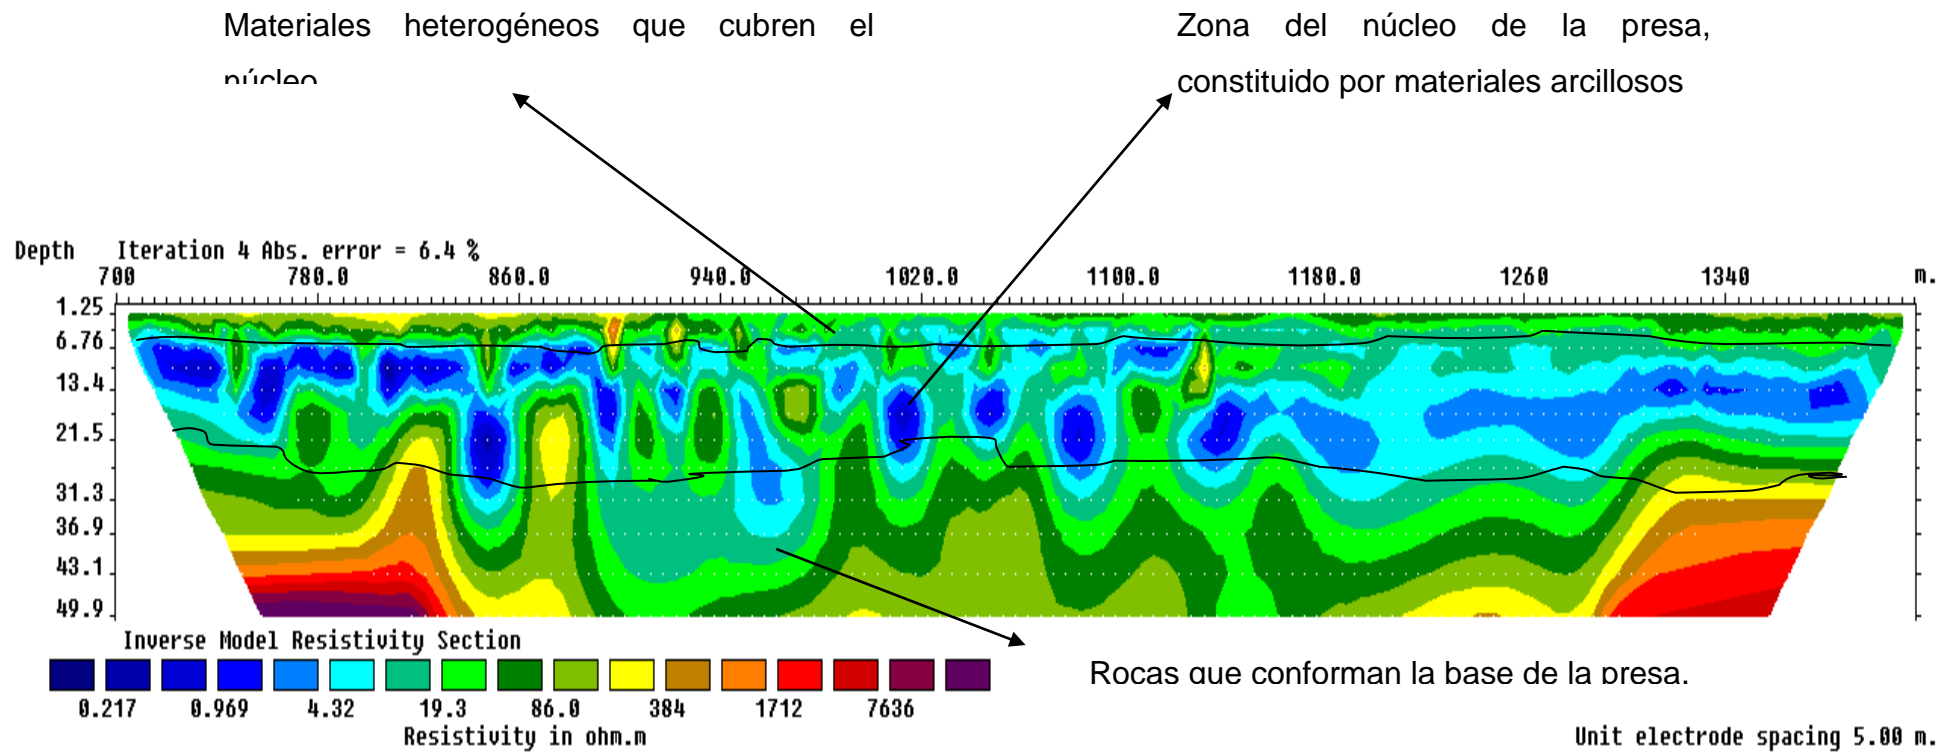 Materiales heterogéneos que cubren el
núcleo
Zona del núcleo de la presa,
constituido por materiales arcillosos
Depth Iteration 4 Abs. error = 6.4 %
700 780.0 860.0 940.0 1020.0 1100.0 1180.0 1260 1340 m.
1.25
6.76
13.4
21.5
31.3
36.9
43.1
49.9
Inverse Model Resistivity Section
Rocas que conforman la base de la presa.
0.217 0.969 4.32 19.3 86.0 384 1712 7636
Resistivity in ohm.m
Unit electrode spacing 5.00 m.